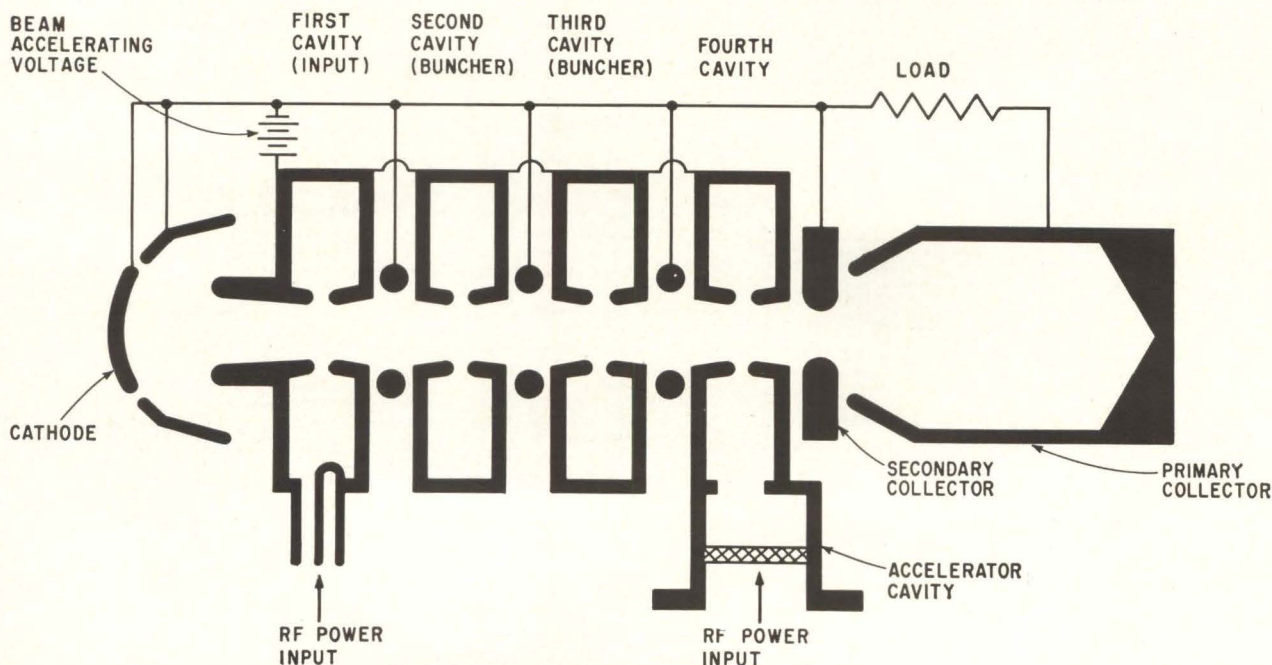 BEAM
ACCELERATING
VOLTAGE
FIRST
CAVITY
(INPUT)
SECOND
CAVITY
(BUNCHER)
THIRD
CAVITY
(BUNCHER)
FOURTH
CAVITY
LOAD
CATHODE
SECONDARY
COLLECTOR
PRIMARY
COLLECTOR
ACCELERATOR
CAVITY
RF POWER
INPUT
RF POWER
INPUT